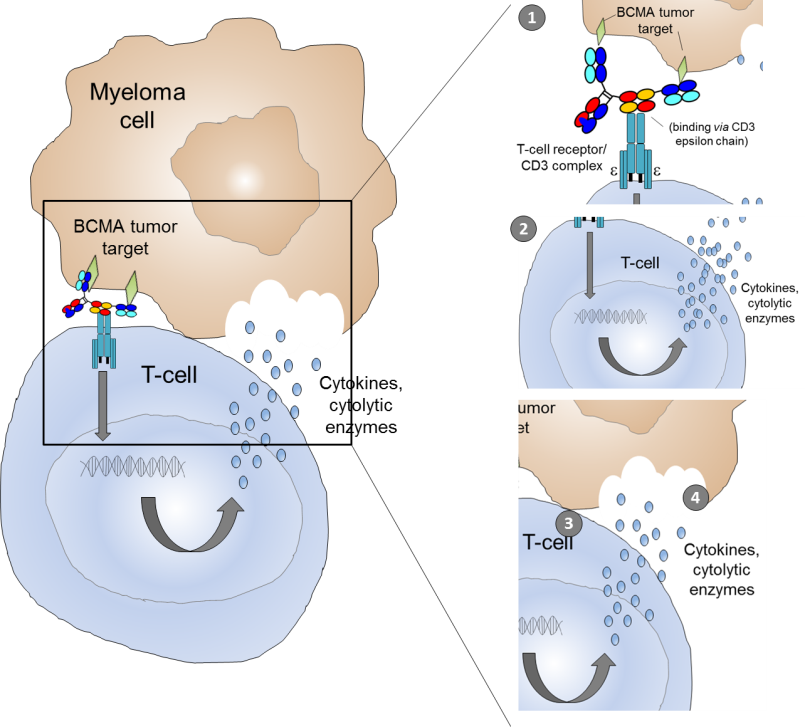 Myeloma
cell
BCMA tumor
target
T-cell
Cytokines,
cytolytic
enzymes
1
BCMA tumor
target
(binding via CD3
epsilon chain)
T-cell receptor/
CD3 complex
ε
ε
2
T-cell
Cytokines,
cytolytic
enzymes
umor
et
3
4
T-cell
Cytokines,
cytolytic
enzymes